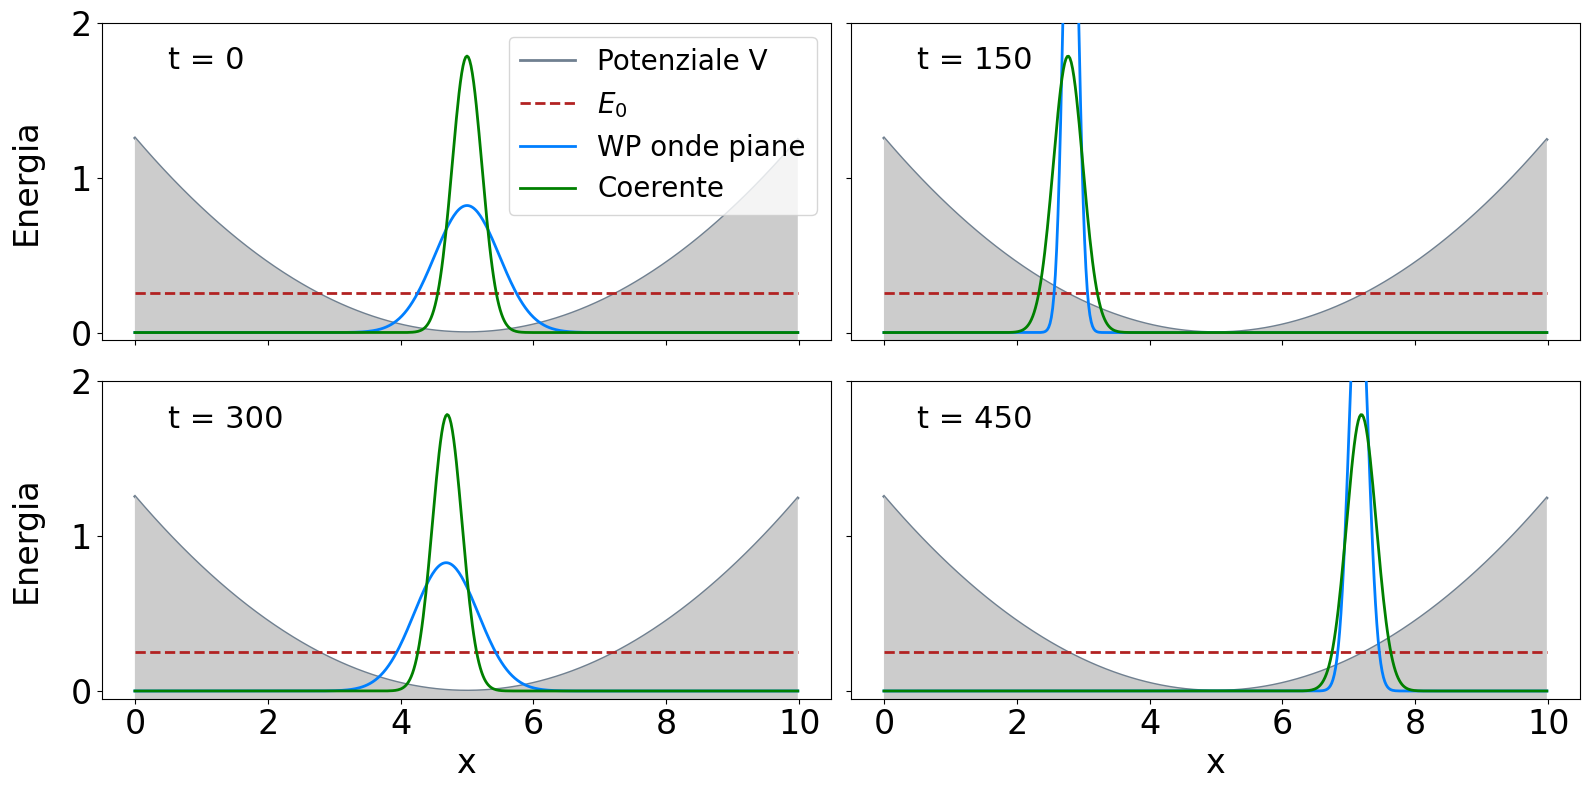 t = 0
Potenziale V
E₀
WP onde piane
Coerente
Energia
2
1
0
t = 150
t = 300
Energia
2
1
0
0 2 4 6 8 10
x
t = 450
0 2 4 6 8 10
x